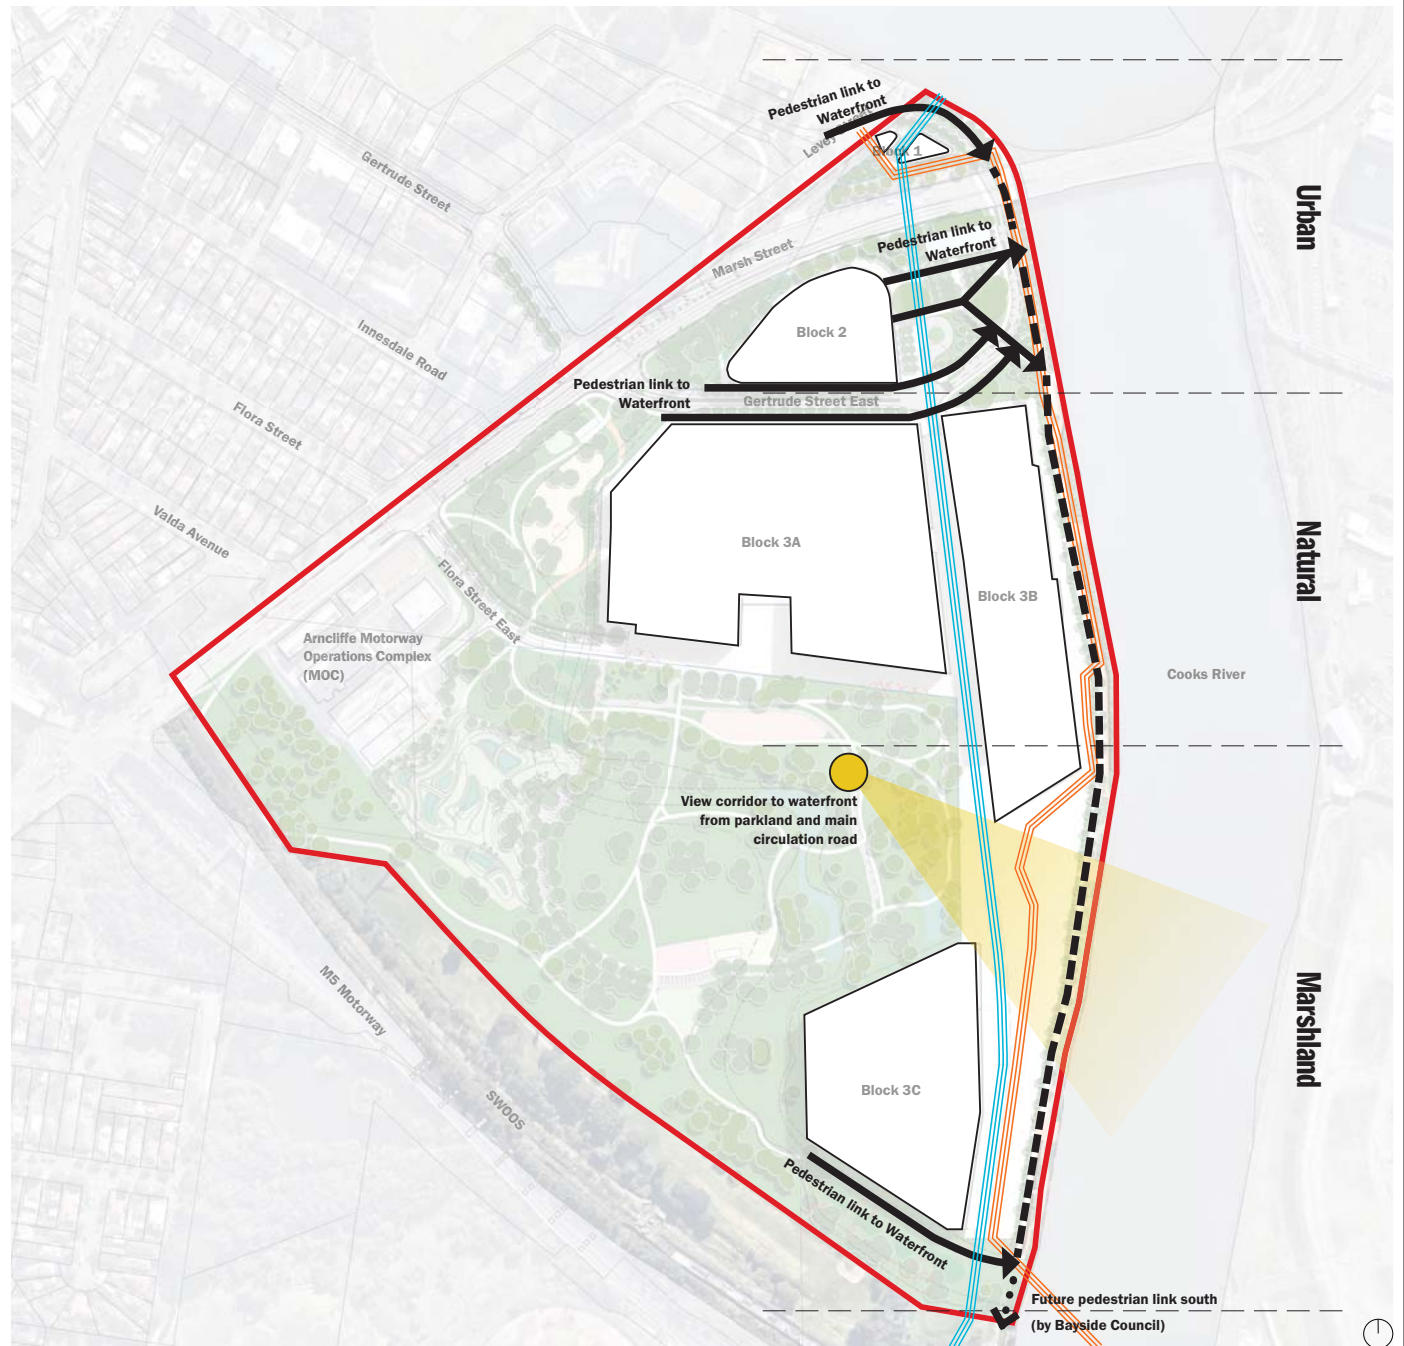 Pedestrian link to
Waterfront
Block 1
Gertrude Street
Urban
Pedestrian link to
Waterfront
Marsh Street
Block 2
Innesdale Road
Pedestrian link to
Waterfront
Gertrude Street East
Flora Street
Valda Avenue
Block 3A
Natural
Flora Street East
Block 3B
Arncliffe Motorway
Operations Complex
(MOC)
Cooks River
View corridor to waterfront
from parkland and main
circulation road
M5 Motorway
Marshland
SWOOS
Block 3C
Pedestrian link to Waterfront
Future pedestrian link south
(by Bayside Council)